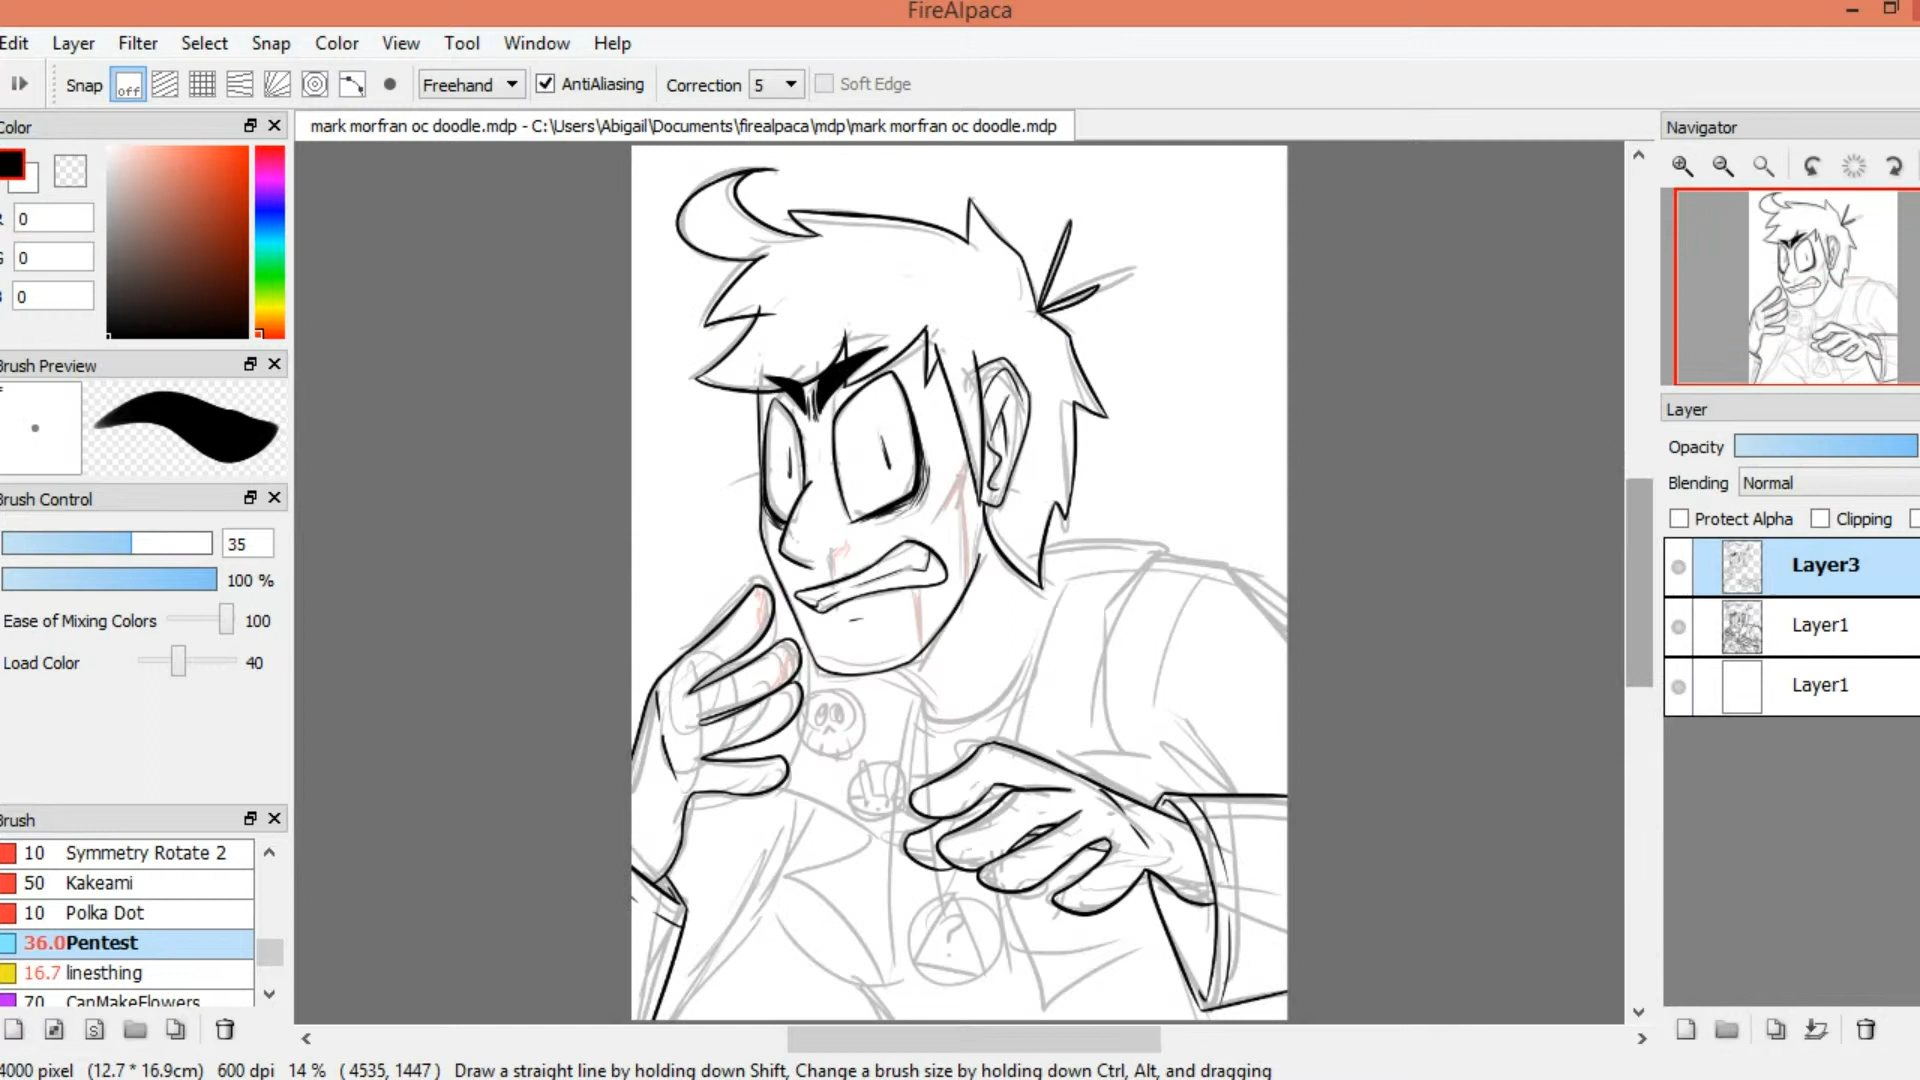 FireAlpaca
Edit Layer Filter Select Snap Color View Tool Window Help
Snap off Freehand AntiAliasing Correction 5 Soft Edge
Color
mark morfran oc doodle.mdp - C:\Users\Abigail\Documents\firealpaca\mdp\mark morfran oc doodle.mdp
Navigator
R 0
G 0
B 0
Brush Preview
Layer
Opacity
Blending Normal
Protect Alpha Clipping
Layer3
Layer1
Layer1
Brush Control
35
100 %
Ease of Mixing Colors 100
Load Color 40
Brush
10 Symmetry Rotate 2
50 Kakeami
10 Polka Dot
36.0 Pentest
16.7 linesthing
70 CanMakeFlowers
S
?
4000 pixel (12.7 * 16.9cm) 600 dpi 14 % ( 4535, 1447 ) Draw a straight line by holding down Shift, Change a brush size by holding down Ctrl, Alt, and dragging